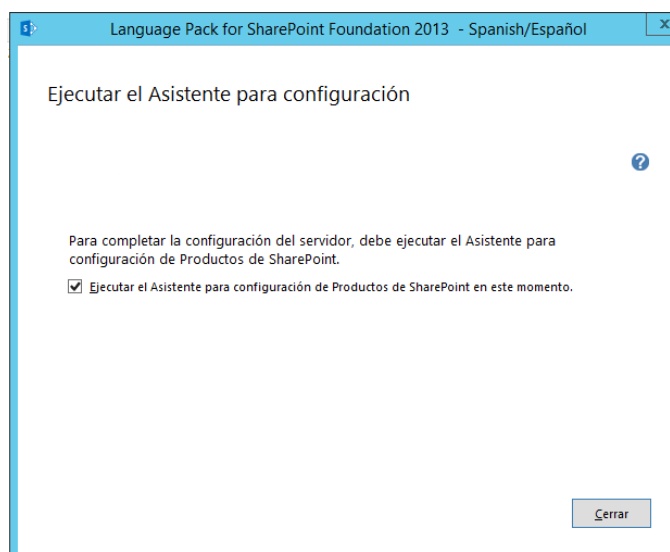 Language Pack for SharePoint Foundation 2013 - Spanish/Español
Ejecutar el Asistente para configuración
Para completar la configuración del servidor, debe ejecutar el Asistente para
configuración de Productos de SharePoint.
Ejecutar el Asistente para configuración de Productos de SharePoint en este momento.
Cerrar